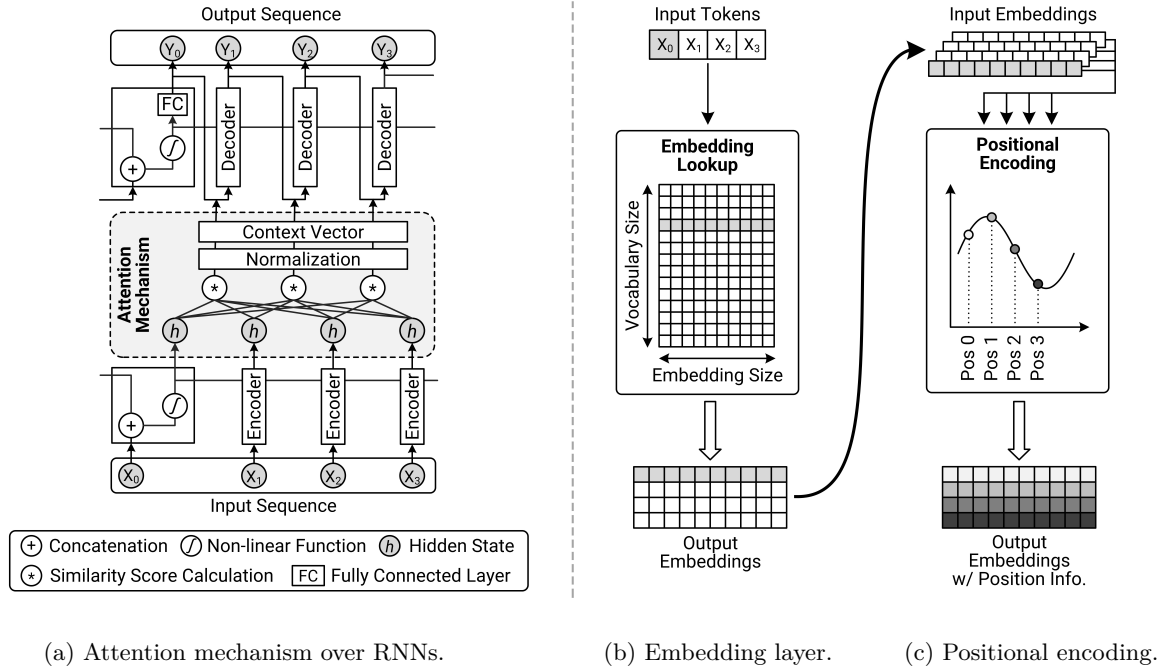 Output Sequence
Y0 Y1 Y2 Y3
FC
Decoder Decoder Decoder
∫
+
Context Vector
Normalization
Attention
Mechanism
* * *
h h h h
∫
+
Encoder Encoder Encoder
X0 X1 X2 X3
Input Sequence
+ Concatenation ∫ Non-linear Function h Hidden State
* Similarity Score Calculation FC Fully Connected Layer
(a) Attention mechanism over RNNs.
Input Tokens
X0 X1 X2 X3
Embedding
Lookup
Vocabulary Size
Embedding Size
Output
Embeddings
(b) Embedding layer.
Input Embeddings
Positional
Encoding
Pos 0 Pos 1 Pos 2 Pos 3
Output
Embeddings
w/ Position Info.
(c) Positional encoding.